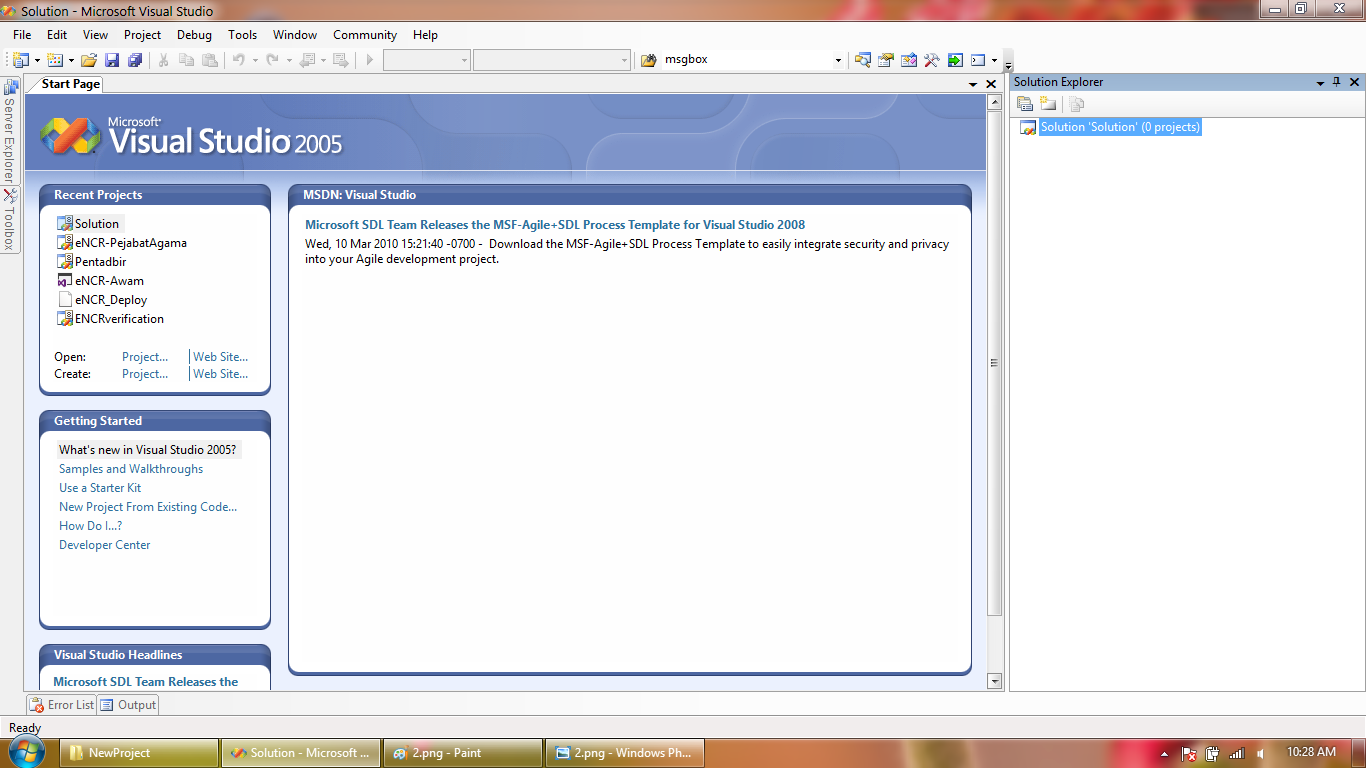 Solution - Microsoft Visual Studio
File Edit View Project Debug Tools Window Community Help
msgbox
Server Explorer
Toolbox
Start Page
Microsoft®
Visual Studio 2005
Recent Projects
Solution
eNCR-PejabatAgama
Pentadbir
eNCR-Awam
eNCR_Deploy
ENCRverification
Open: Project... Web Site...
Create: Project... Web Site...
Getting Started
What's new in Visual Studio 2005?
Samples and Walkthroughs
Use a Starter Kit
New Project From Existing Code...
How Do I...?
Developer Center
Visual Studio Headlines
Microsoft SDL Team Releases the
MSDN: Visual Studio
Microsoft SDL Team Releases the MSF-Agile+SDL Process Template for Visual Studio 2008
Wed, 10 Mar 2010 15:21:40 -0700 - Download the MSF-Agile+SDL Process Template to easily integrate security and privacy
into your Agile development project.
Solution Explorer
Solution 'Solution' (0 projects)
Error List Output
Ready
NewProject
Solution - Microsoft ...
2.png - Paint
2.png - Windows Ph...
10:28 AM